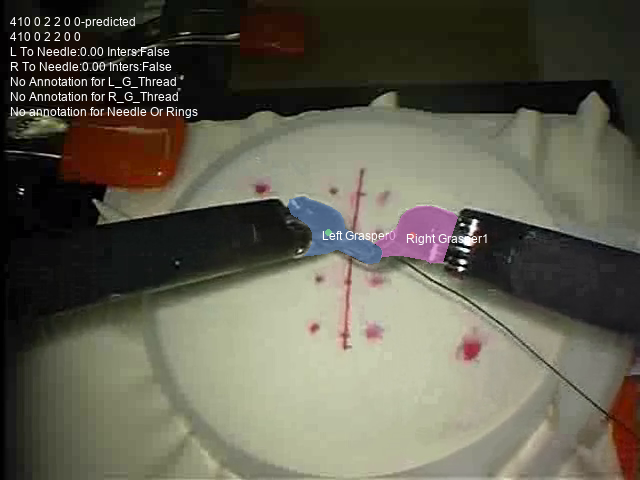 410 0 2 2 0 0-predicted
410 0 2 2 0 0
L To Needle:0.00 Inters:False
R To Needle:0.00 Inters:False
No Annotation for L_G_Thread
No Annotation for R_G_Thread
No annotation for Needle Or Rings
Left Grasper0
Right Grasper1